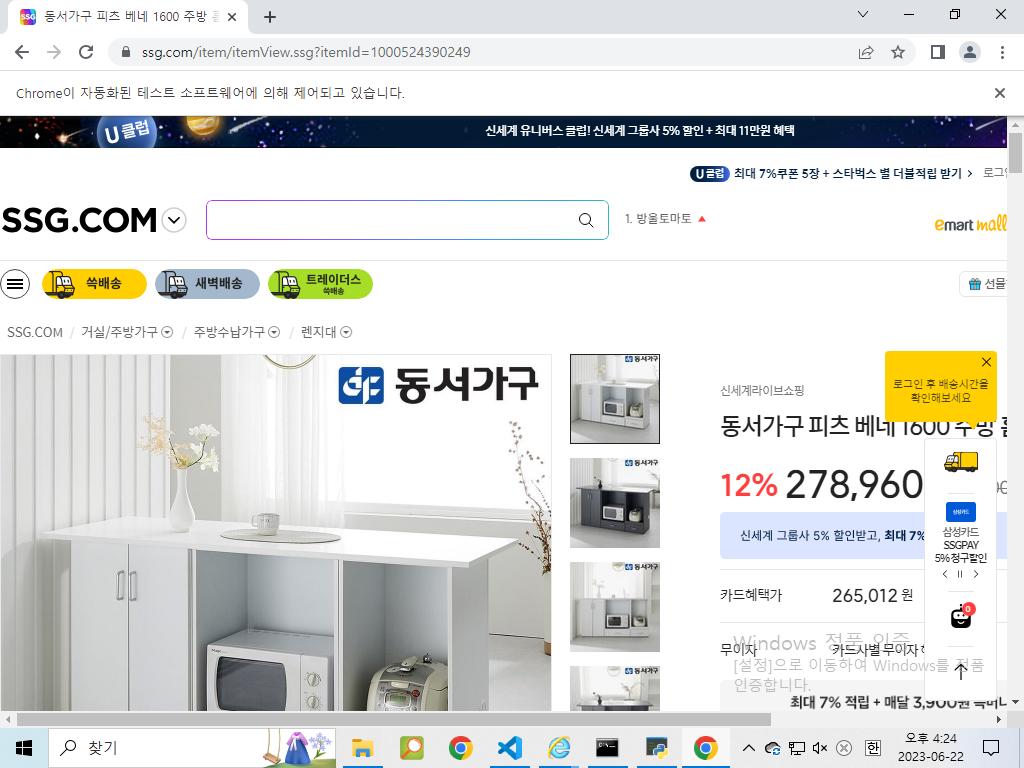 동서가구 피츠 베네 1600 주방
ssg.com/item/itemView.ssg?itemId=1000524390249
Chrome이 자동화된 테스트 소프트웨어에 의해 제어되고 있습니다.
U 클럽
신세계 유니버스 클럽! 신세계 그룹사 5% 할인 + 최대 11만원 혜택
U 클럽 최대 7%쿠폰 5장 + 스타벅스 별 더블적립 받기 > 로그인
SSG.COM
1. 방울토마토
emart mall
쓱배송
새벽배송
트레이더스
쓱배송
선물
SSG.COM / 거실/주방가구 / 주방수납가구 / 렌지대
동서가구
로그인 후 배송시간을
확인해보세요
신세계라이브쇼핑
동서가구 피츠 베네 1600 주방 홈
12% 278,960
신세계 그룹사 5% 할인받고, 최대 7%
삼성카드
삼성카드
SSGPAY
5% 청구할인
카드혜택가 265,012 원
0
무이자 카드사별 무이자
Windows 정품 인증
[설정]으로 이동하여 Windows를 정품
인증합니다.
최대 7% 적립 + 매달 3,900원
찾기
한
오후 4:24
2023-06-22